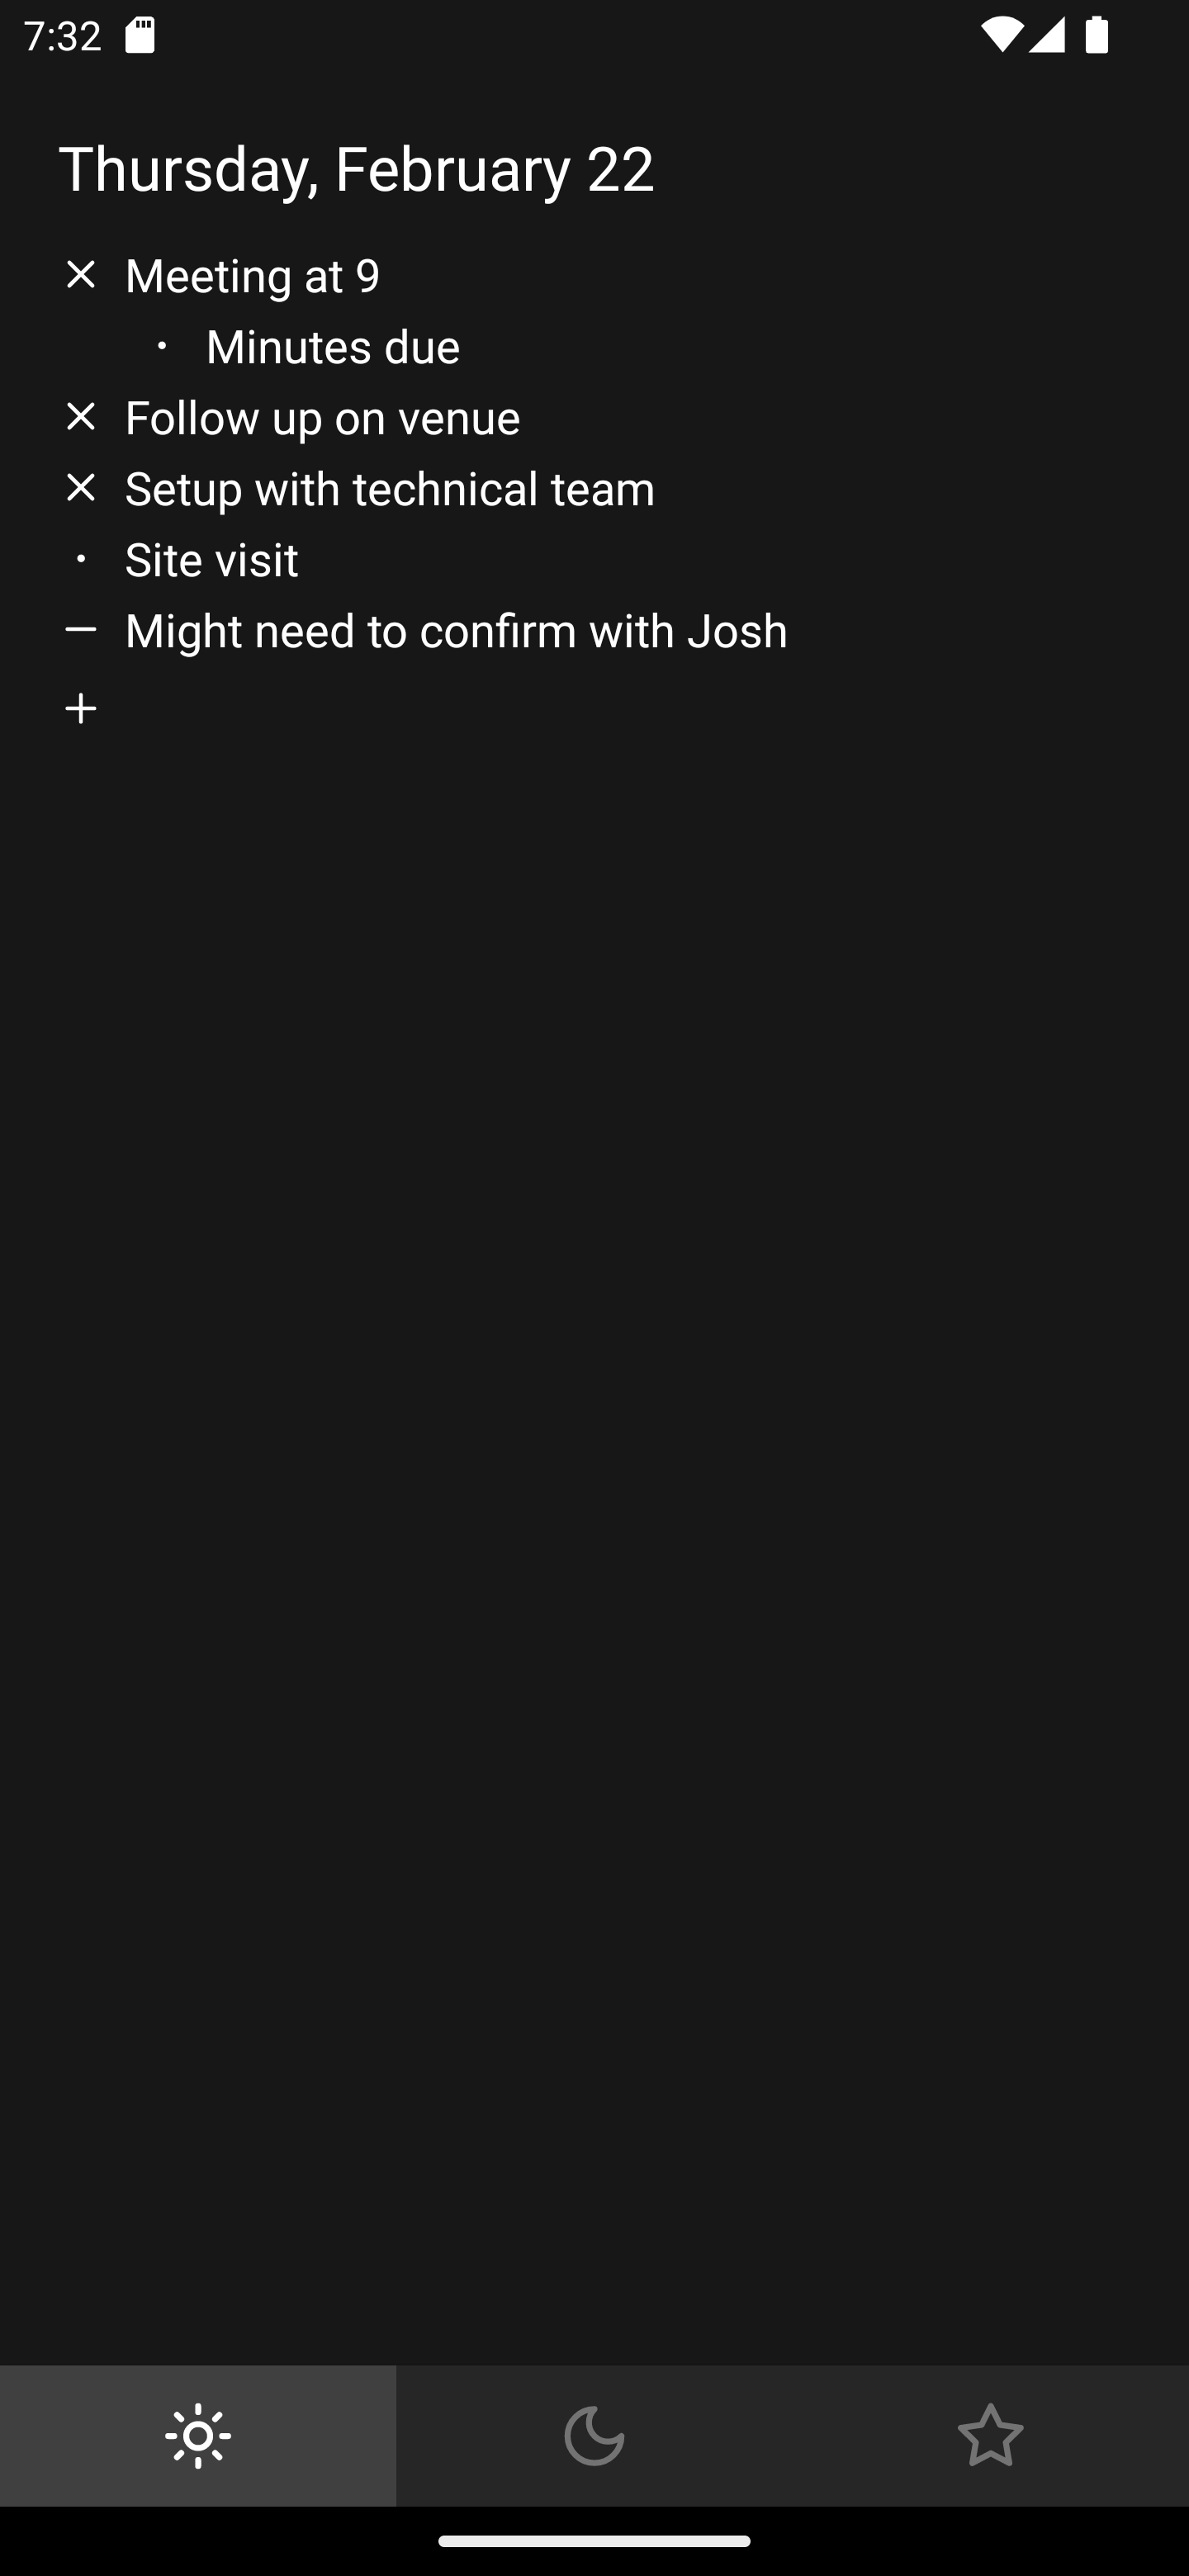 7:32
Thursday, February 22
Meeting at 9
Minutes due
Follow up on venue
Setup with technical team
Site visit
Might need to confirm with Josh